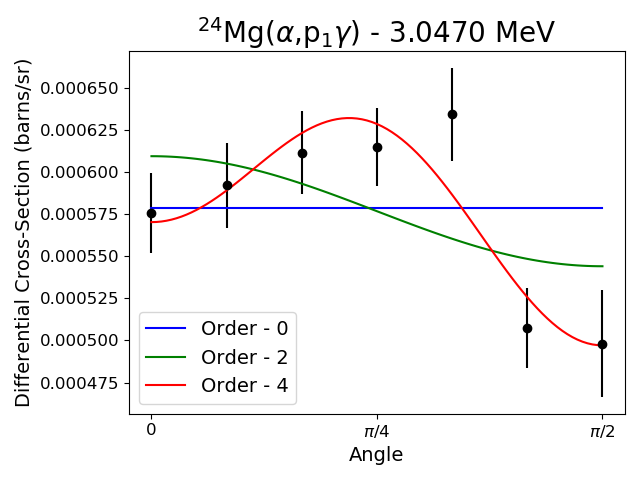 ²⁴Mg(α,p₁γ) - 3.0470 MeV
Differential Cross-Section (barns/sr)
0.000650
0.000625
0.000600
0.000575
0.000550
0.000525
0.000500
0.000475
Order - 0
Order - 2
Order - 4
0
π/4
π/2
Angle